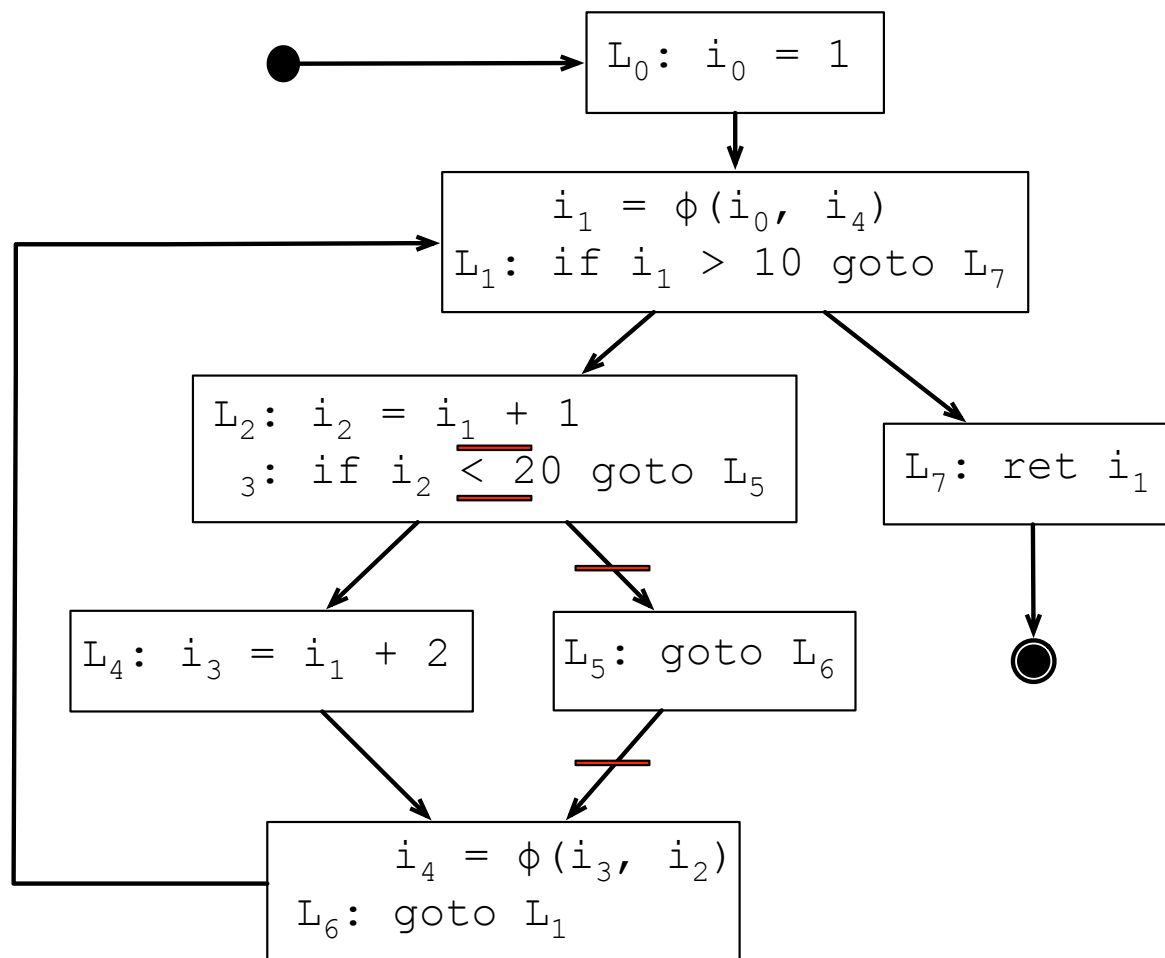 L₀: i₀ = 1
i₁ = ϕ(i₀, i₄)
L₁: if i₁ > 10 goto L₇
L₂: i₂ = i₁ + 1
₃: if i₂ < 20 goto L₅
L₇: ret i₁
L₄: i₃ = i₁ + 2
L₅: goto L₆
i₄ = ϕ(i₃, i₂)
L₆: goto L₁